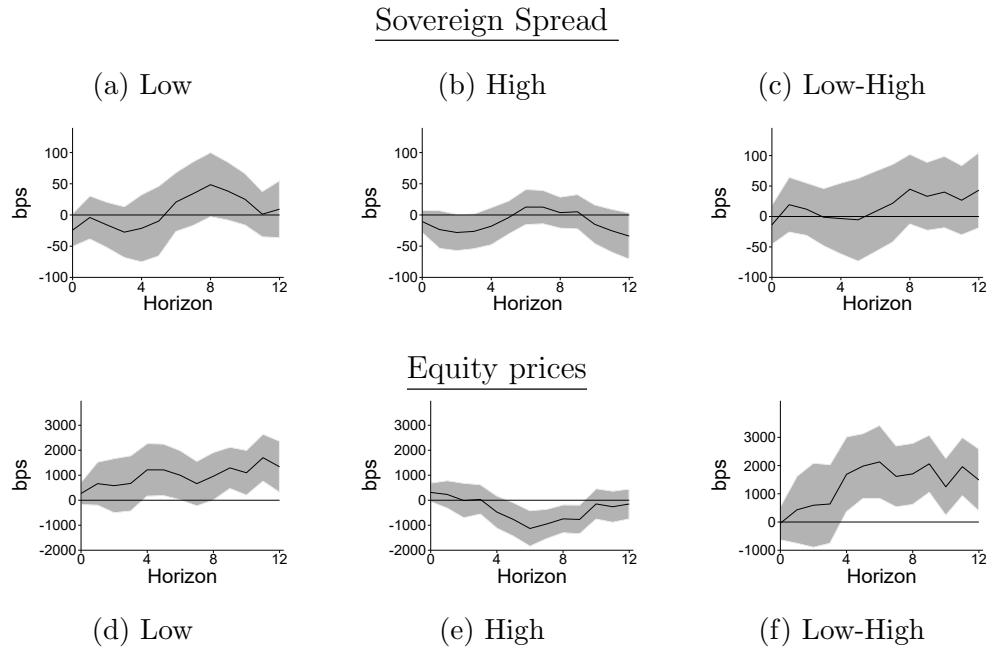 Sovereign Spread
(a) Low
(b) High
(c) Low-High
bps
100
50
0
-50
-100
0
4
8
12
Horizon
bps
100
50
0
-50
-100
0
4
8
12
Horizon
bps
100
50
0
-50
-100
0
4
8
12
Horizon
Equity prices
bps
3000
2000
1000
0
-1000
-2000
0
4
8
12
Horizon
bps
3000
2000
1000
0
-1000
-2000
0
4
8
12
Horizon
bps
3000
2000
1000
0
-1000
0
4
8
12
Horizon
(d) Low
(e) High
(f) Low-High